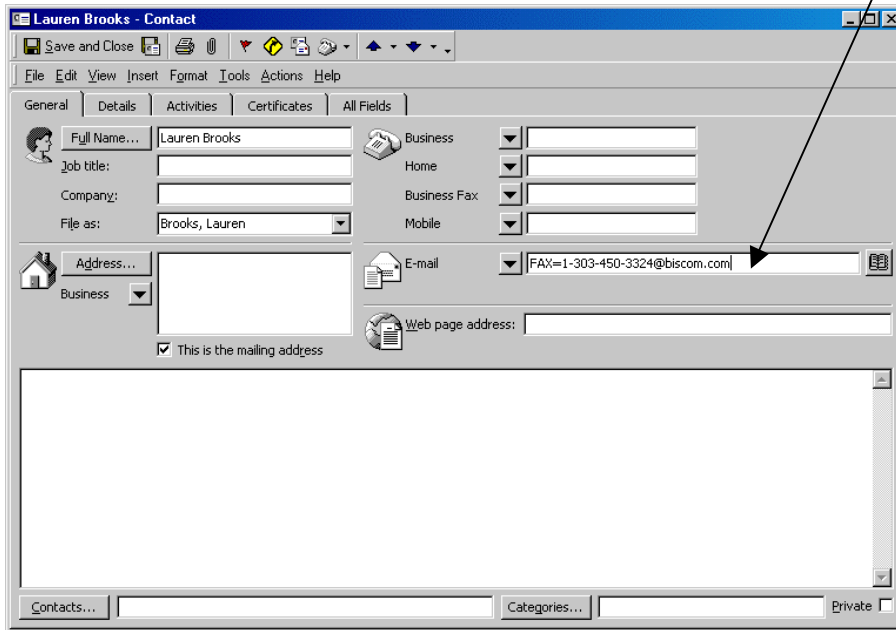 Lauren Brooks - Contact
Save and Close
File Edit View Insert Format Tools Actions Help
General Details Activities Certificates All Fields
Full Name... Lauren Brooks
Job title:
Company:
File as: Brooks, Lauren
Business
Home
Business Fax
Mobile
Address...
Business
This is the mailing address
E-mail FAX=1-303-450-3324@biscom.com
Web page address:
Contacts... Categories... Private